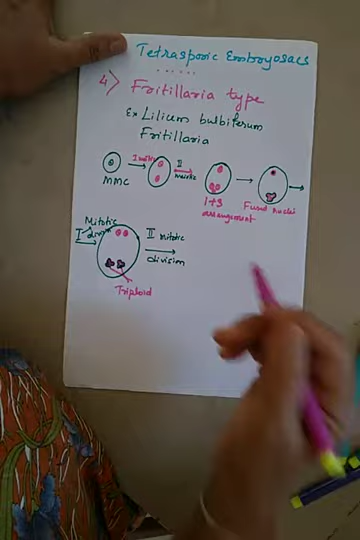 Tetrasporic Embryosacs
4) Fritillaria type
Ex Lilium bulbiferum
Fritillaria
MMC
I meiotic
II meiotic
1+3 arrangement
Fused nuclei
I Mitotic division
Triploid
II mitotic division